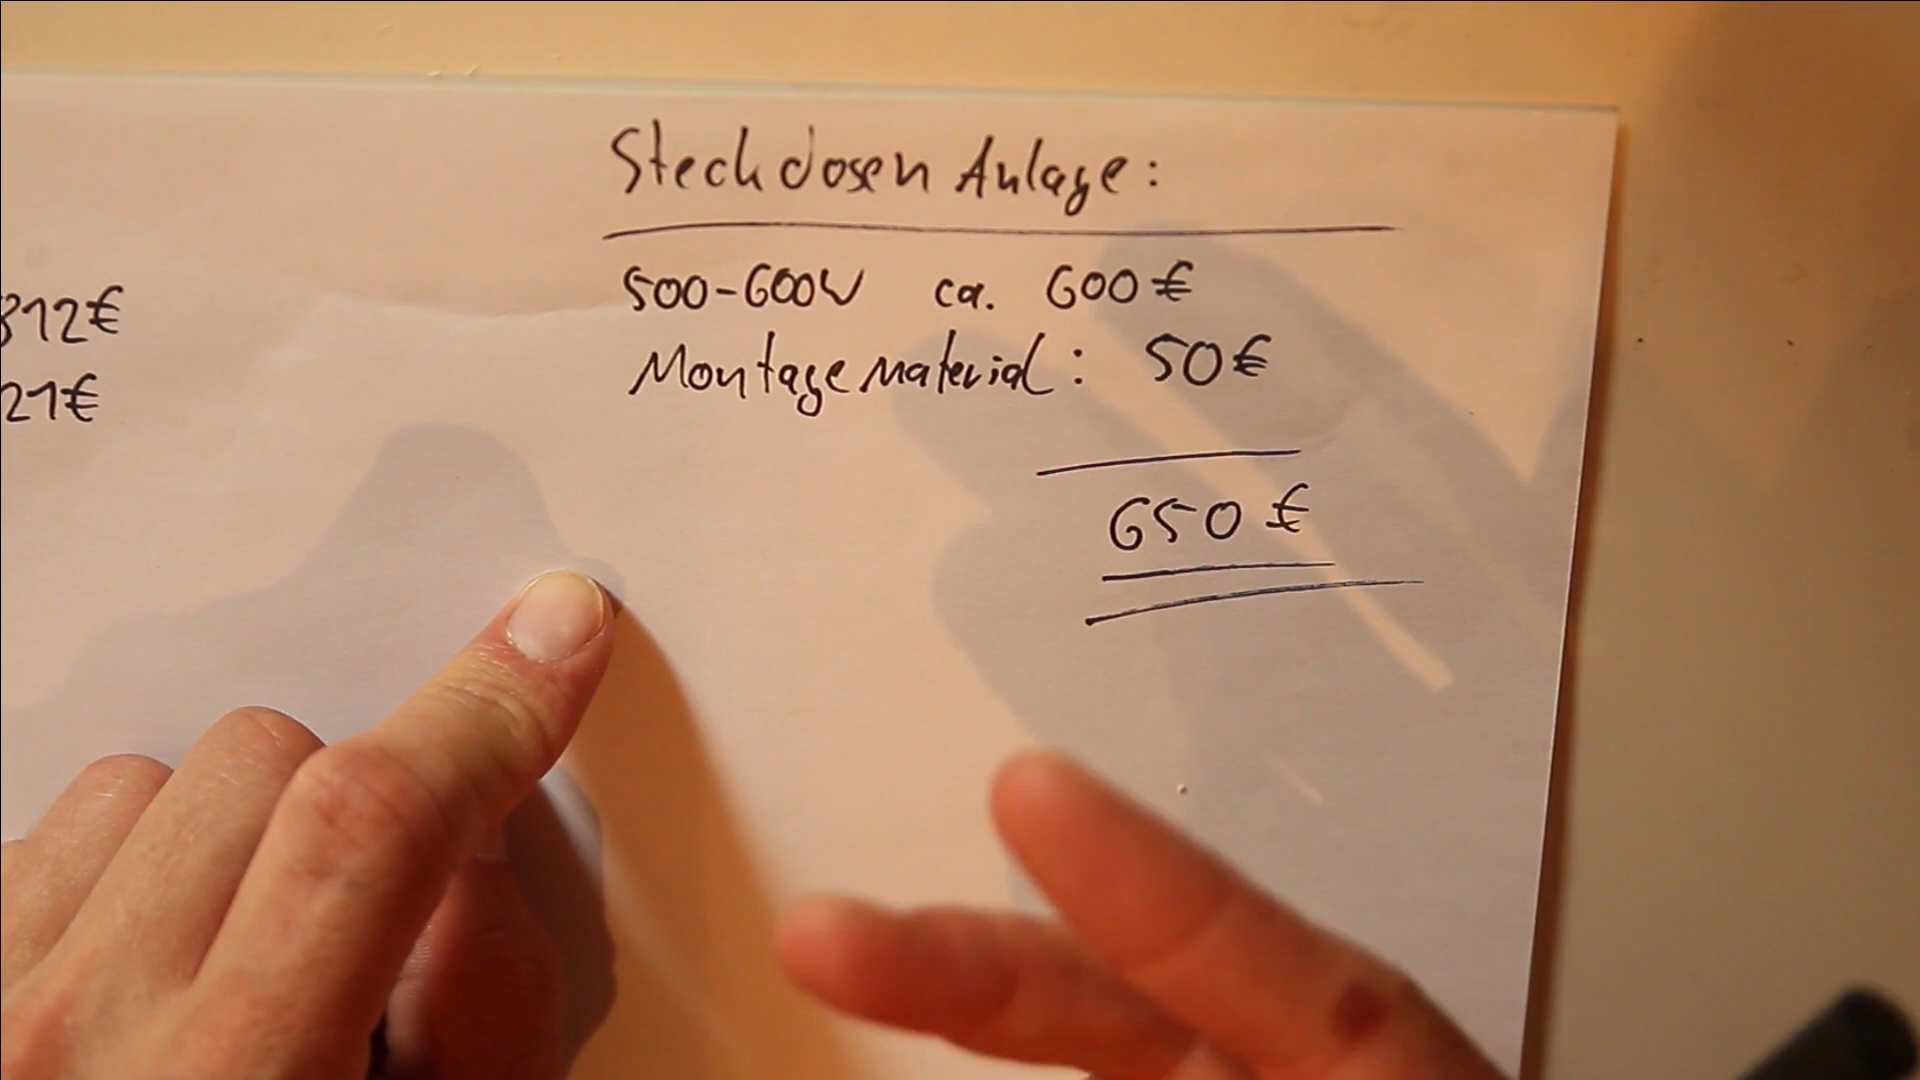 Steckdosen Anlage:
500-600W ca. 600€
Montagematerial: 50€
650€
812€
21€